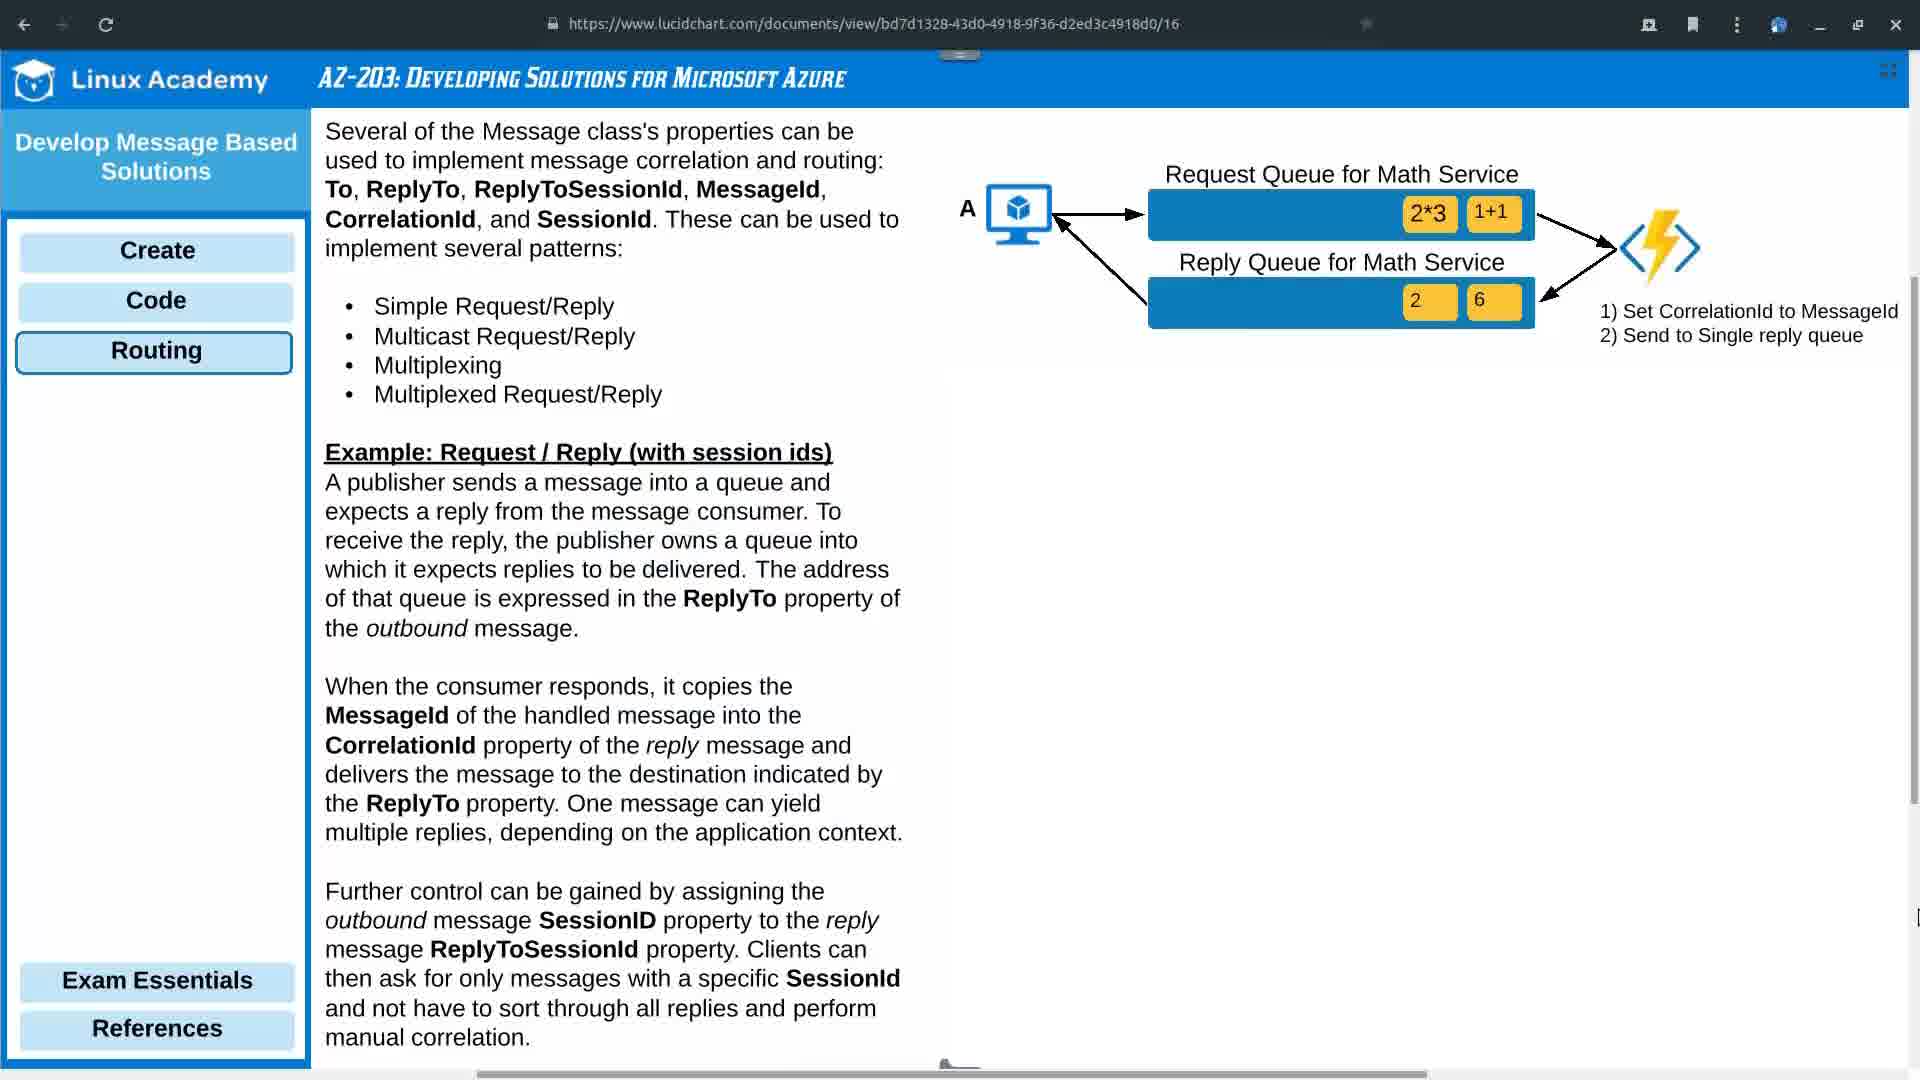 https://www.lucidchart.com/documents/view/bd7d1328-43d0-4918-9f36-d2ed3c4918d0/16
Linux Academy
AZ-203: Developing Solutions for Microsoft Azure
Develop Message Based
Solutions
Create
Code
Routing
Exam Essentials
References
Several of the Message class's properties can be
used to implement message correlation and routing:
To, ReplyTo, ReplyToSessionId, MessageId,
CorrelationId, and SessionId. These can be used to
implement several patterns:
• Simple Request/Reply
• Multicast Request/Reply
• Multiplexing
• Multiplexed Request/Reply
Example: Request / Reply (with session ids)
A publisher sends a message into a queue and
expects a reply from the message consumer. To
receive the reply, the publisher owns a queue into
which it expects replies to be delivered. The address
of that queue is expressed in the ReplyTo property of
the outbound message.
When the consumer responds, it copies the
MessageId of the handled message into the
CorrelationId property of the reply message and
delivers the message to the destination indicated by
the ReplyTo property. One message can yield
multiple replies, depending on the application context.
Further control can be gained by assigning the
outbound message SessionID property to the reply
message ReplyToSessionId property. Clients can
then ask for only messages with a specific SessionId
and not have to sort through all replies and perform
manual correlation.
A
Request Queue for Math Service
2*3 1+1
Reply Queue for Math Service
2 6
1) Set CorrelationId to MessageId
2) Send to Single reply queue